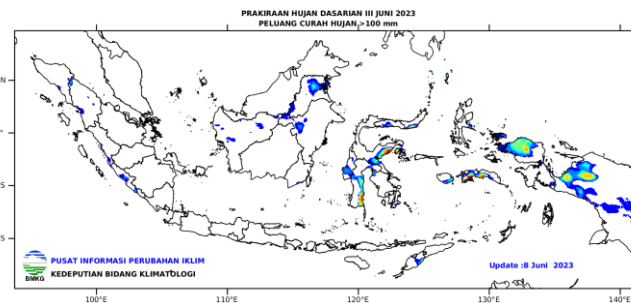 PRAKIRAAN HUJAN DASARIAN III JUNI 2023
PELUANG CURAH HUJAN >100 mm
N
S
S
PUSAT INFORMASI PERUBAHAN IKLIM
KEDEPUTIAN BIDANG KLIMATOLOGI
BMKG
Update :8 Juni 2023
100°E
110°E
120°E
130°E
140°E